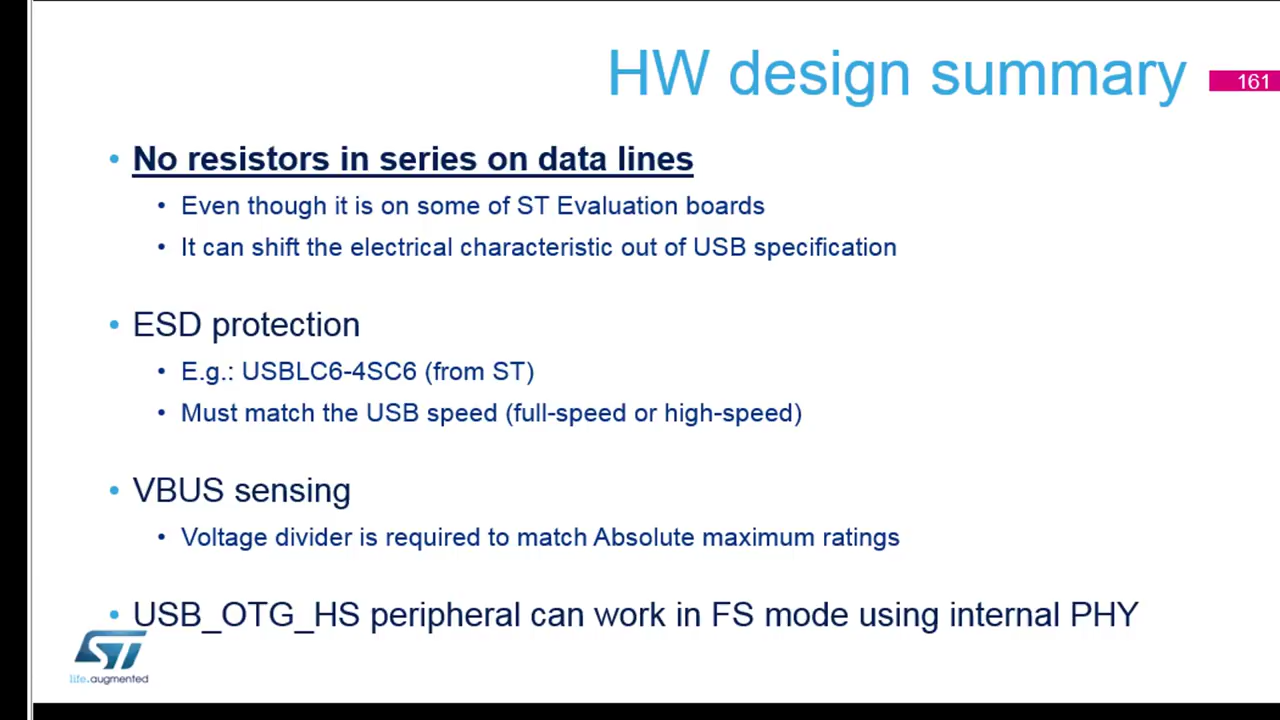 HW design summary
161
• No resistors in series on data lines
• Even though it is on some of ST Evaluation boards
• It can shift the electrical characteristic out of USB specification
• ESD protection
• E.g.: USBLC6-4SC6 (from ST)
• Must match the USB speed (full-speed or high-speed)
• VBUS sensing
• Voltage divider is required to match Absolute maximum ratings
• USB_OTG_HS peripheral can work in FS mode using internal PHY
ST
life.augmented